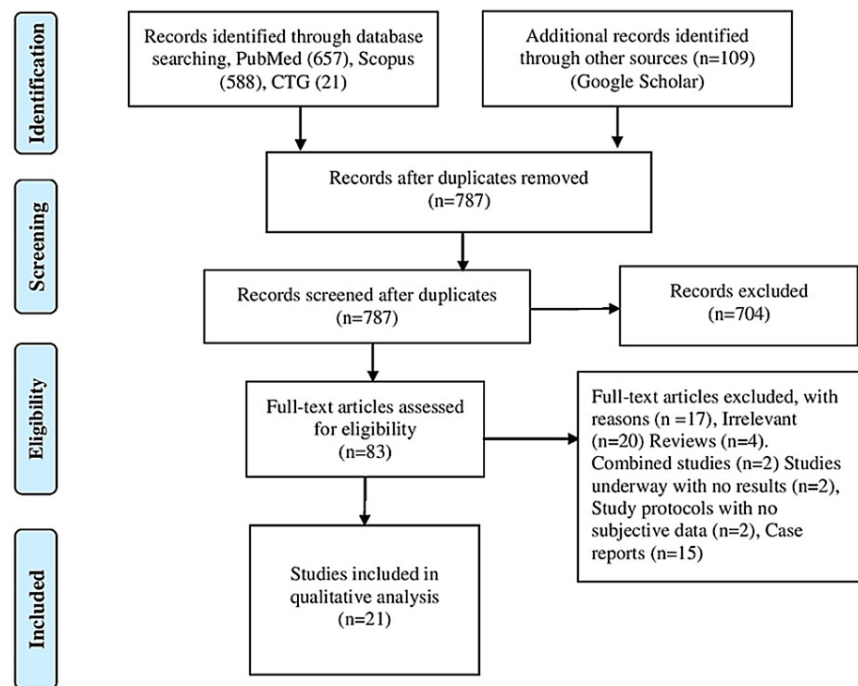 Identification
Records identified through database
searching, PubMed (657), Scopus
(588), CTG (21)
Additional records identified
through other sources (n=109)
(Google Scholar)
Screening
Records after duplicates removed
(n=787)
Records screened after duplicates
(n=787)
Records excluded
(n=704)
Eligibility
Full-text articles assessed
for eligibility
(n=83)
Full-text articles excluded, with
reasons (n =17), Irrelevant
(n=20) Reviews (n=4).
Combined studies (n=2) Studies
underway with no results (n=2),
Study protocols with no
subjective data (n=2), Case
reports (n=15)
Included
Studies included in
qualitative analysis
(n=21)